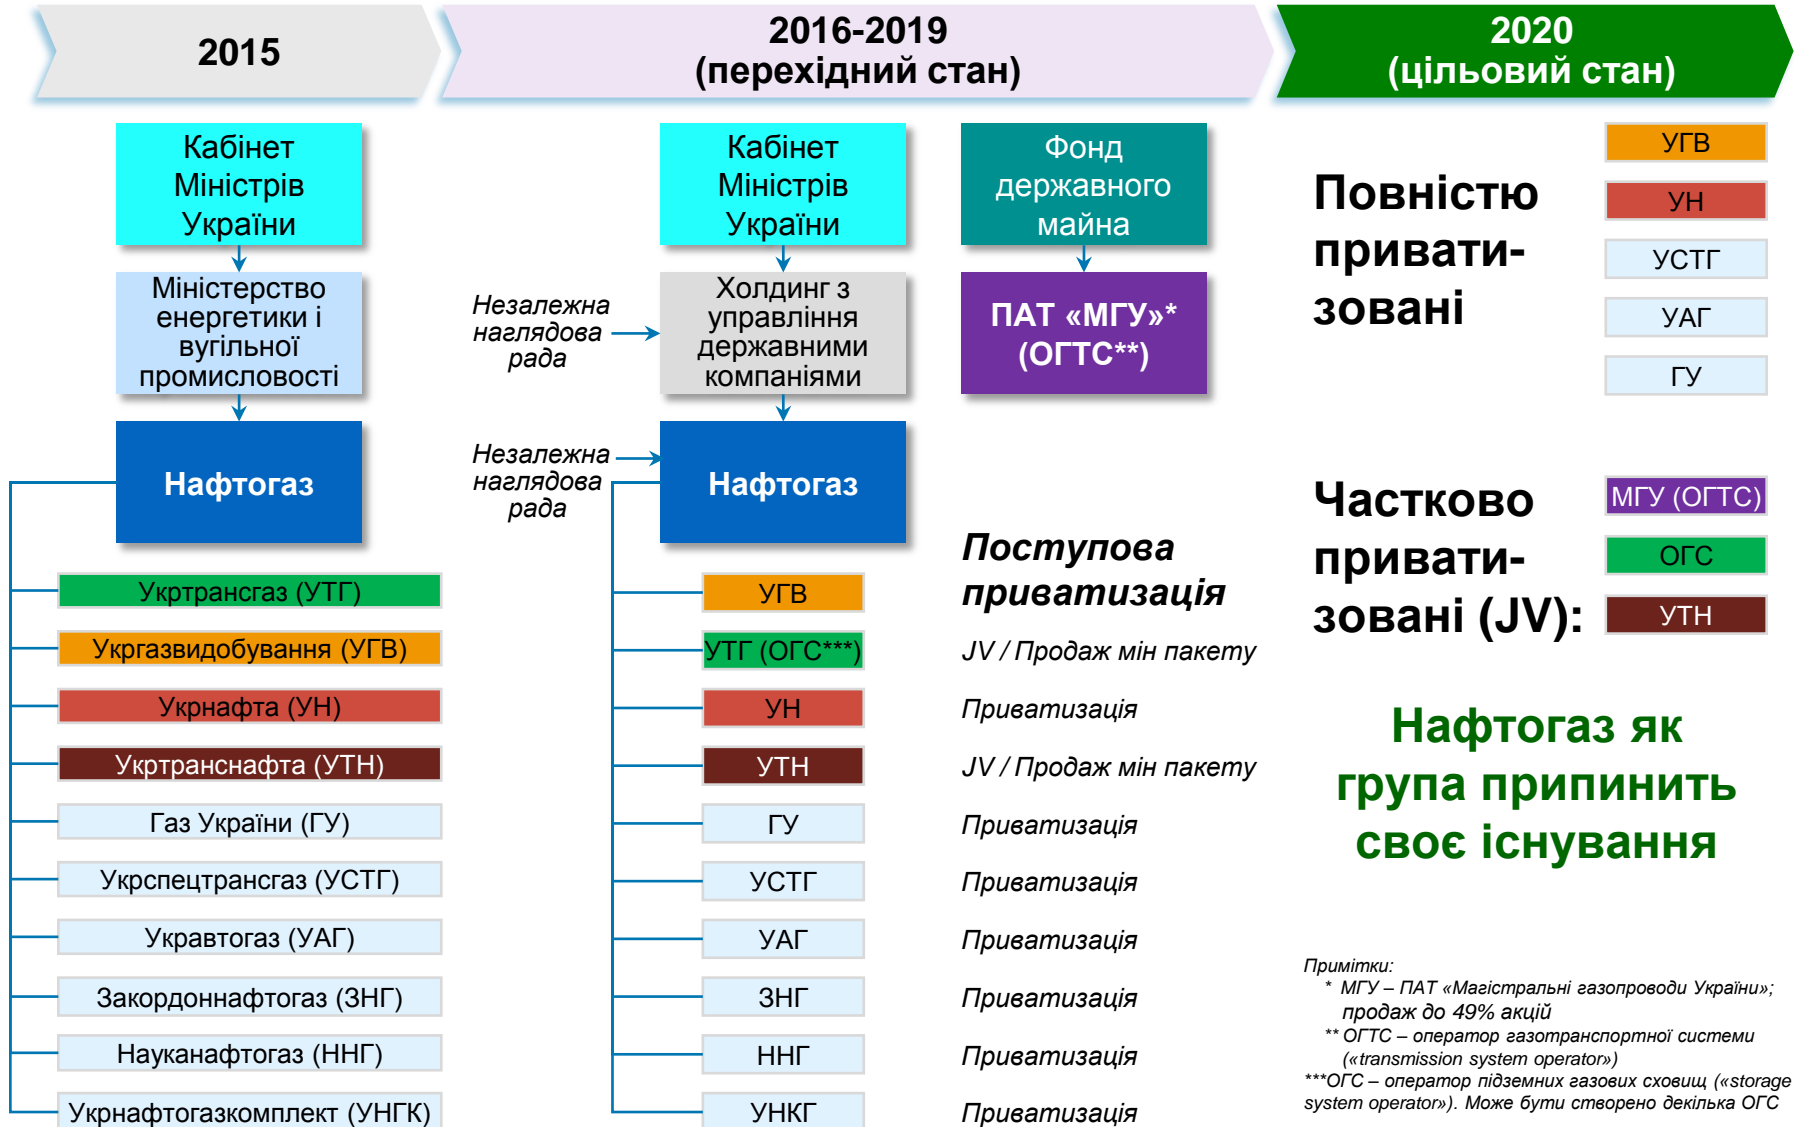 2015
2016-2019
(перехідний стан)
2020
(цільовий стан)
Кабінет
Міністрів
України
Міністерство
енергетики і
вугільної
промисловості
Нафтогаз
Укртрансгаз (УТГ)
Укргазвидобування (УГВ)
Укрнафта (УН)
Укртранснафта (УТН)
Газ України (ГУ)
Укрспецтрансгаз (УСТГ)
Укравтогаз (УАГ)
Закордоннафтогаз (ЗНГ)
Науканафтогаз (ННГ)
Укрнафтогазкомплект (УНГК)
Кабінет
Міністрів
України
Незалежна
наглядова
рада
Холдинг з
управління
державними
компаніями
Незалежна
наглядова
рада
Нафтогаз
Фонд
державного
майна
ПАТ «МГУ»*
(ОГТС**)
Поступова
приватизація
УГВ
УТГ (ОГС***)
JV / Продаж мін пакету
УН
Приватизація
УТН
JV / Продаж мін пакету
ГУ
Приватизація
УСТГ
Приватизація
УАГ
Приватизація
ЗНГ
Приватизація
ННГ
Приватизація
УНКГ
Приватизація
Повністю
привати-
зовані
УГВ
УН
УСТГ
УАГ
ГУ
Частково
привати-
зовані (JV):
МГУ (ОГТС)
ОГС
УТН
Нафтогаз як
група припинить
своє існування
Примітки:
* МГУ – ПАТ «Магістральні газопроводи України»;
продаж до 49% акцій
** ОГТС – оператор газотранспортної системи
(«transmission system operator»)
***ОГС – оператор підземних газових сховищ («storage
system operator»). Може бути створено декілька ОГС